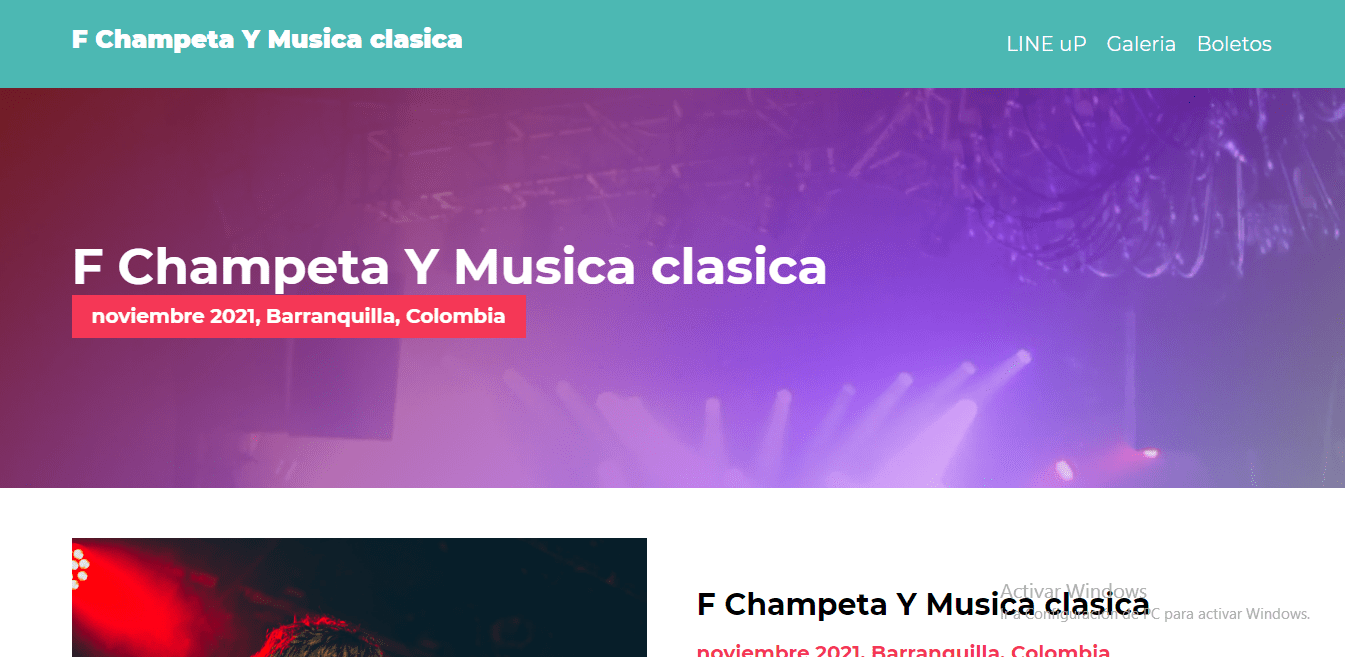 F Champeta Y Musica clasica
LINE uP Galeria Boletos
F Champeta Y Musica clasica
noviembre 2021, Barranquilla, Colombia
F Champeta Y Musica clasica
Activar Windows
Ir a Configuración de PC para activar Windows.
noviembre 2021, Barranquilla, Colombia